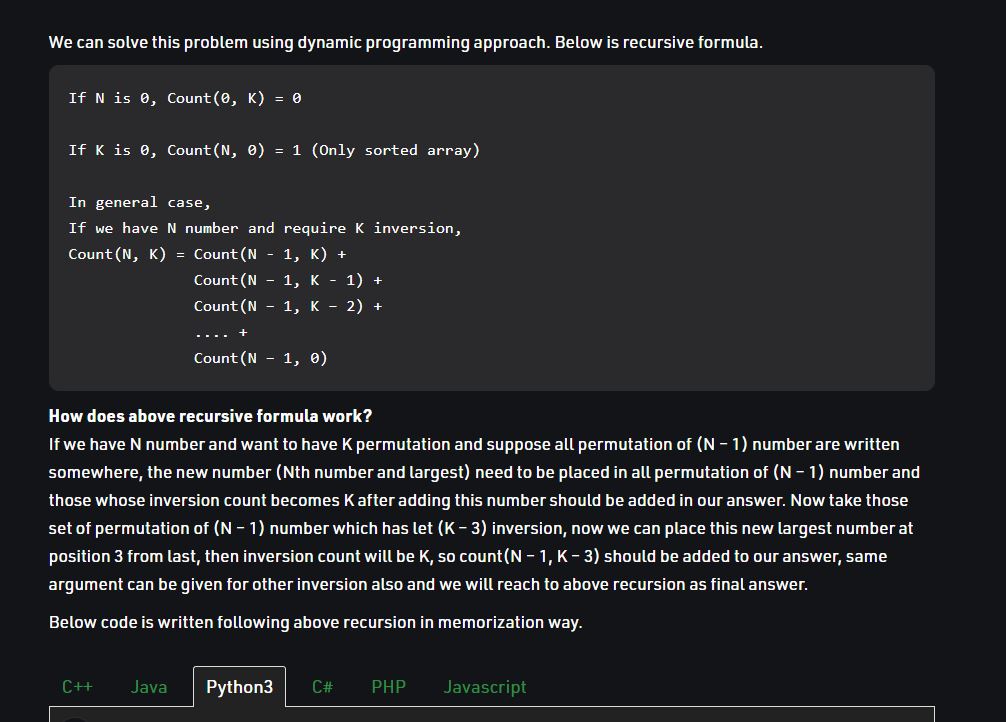 We can solve this problem using dynamic programming approach. Below is recursive formula.
If N is 0, Count(0, K) = 0
If K is 0, Count(N, 0) = 1 (Only sorted array)
In general case,
If we have N number and require K inversion,
Count(N, K) = Count(N - 1, K) +
Count(N – 1, K - 1) +
Count(N – 1, K – 2) +
.... +
Count(N – 1, 0)
How does above recursive formula work?
If we have N number and want to have K permutation and suppose all permutation of (N – 1) number are written
somewhere, the new number (Nth number and largest) need to be placed in all permutation of (N – 1) number and
those whose inversion count becomes K after adding this number should be added in our answer. Now take those
set of permutation of (N – 1) number which has let (K – 3) inversion, now we can place this new largest number at
position 3 from last, then inversion count will be K, so count(N – 1, K – 3) should be added to our answer, same
argument can be given for other inversion also and we will reach to above recursion as final answer.
Below code is written following above recursion in memorization way.
C++ Java Python3 C# PHP Javascript